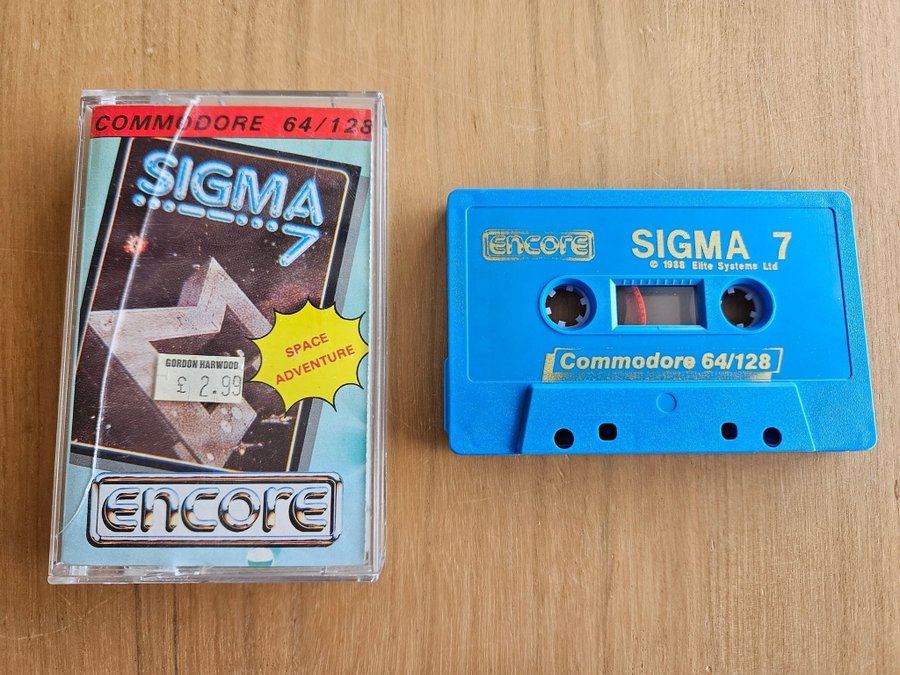 COMMODORE 64/128
SIGMA
7
SPACE
ADVENTURE
GORDON HARWOOD
£ 2.99
encore
encore
SIGMA 7
© 1988 Elite Systems Ltd
Commodore 64/128